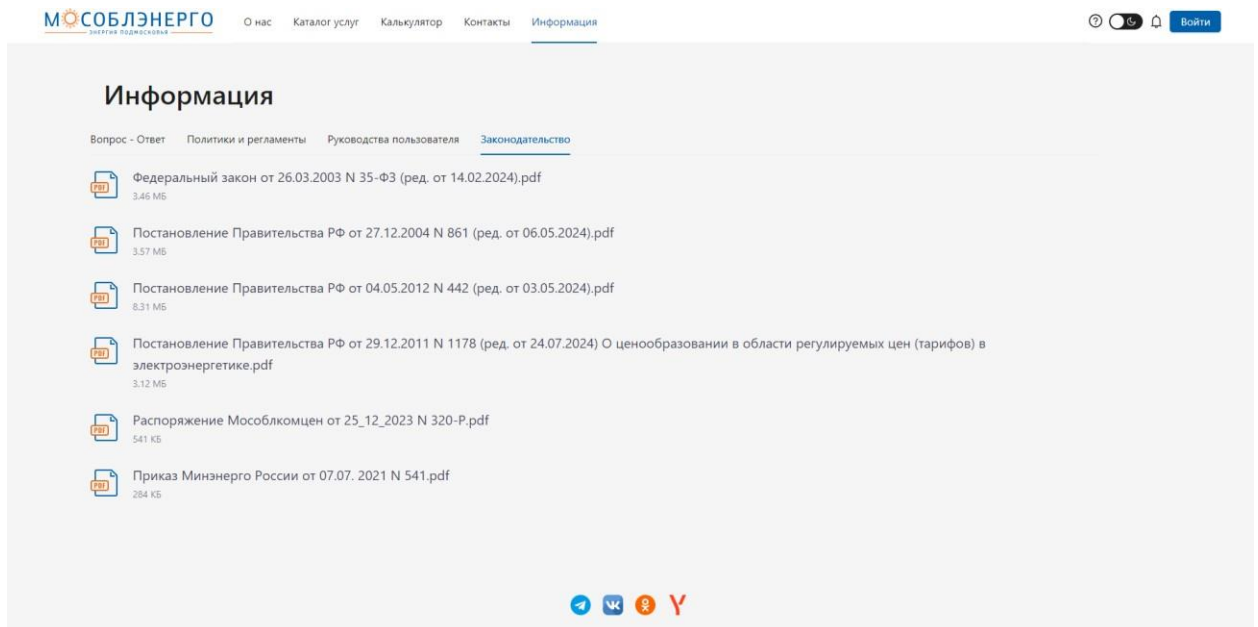 МОСОБЛЭНЕРГО
ЭНЕРГИЯ ПОДМОСКОВЬЯ
О нас Каталог услуг Калькулятор Контакты Информация
Войти
Информация
Вопрос - Ответ Политики и регламенты Руководства пользователя Законодательство
PDF
Федеральный закон от 26.03.2003 N 35-ФЗ (ред. от 14.02.2024).pdf
3.46 МБ
PDF
Постановление Правительства РФ от 27.12.2004 N 861 (ред. от 06.05.2024).pdf
3.57 МБ
PDF
Постановление Правительства РФ от 04.05.2012 N 442 (ред. от 03.05.2024).pdf
8.31 МБ
PDF
Постановление Правительства РФ от 29.12.2011 N 1178 (ред. от 24.07.2024) О ценообразовании в области регулируемых цен (тарифов) в
электроэнергетике.pdf
3.12 МБ
PDF
Распоряжение Мособлкомцен от 25_12_2023 N 320-Р.pdf
541 КБ
PDF
Приказ Минэнерго России от 07.07. 2021 N 541.pdf
284 КБ